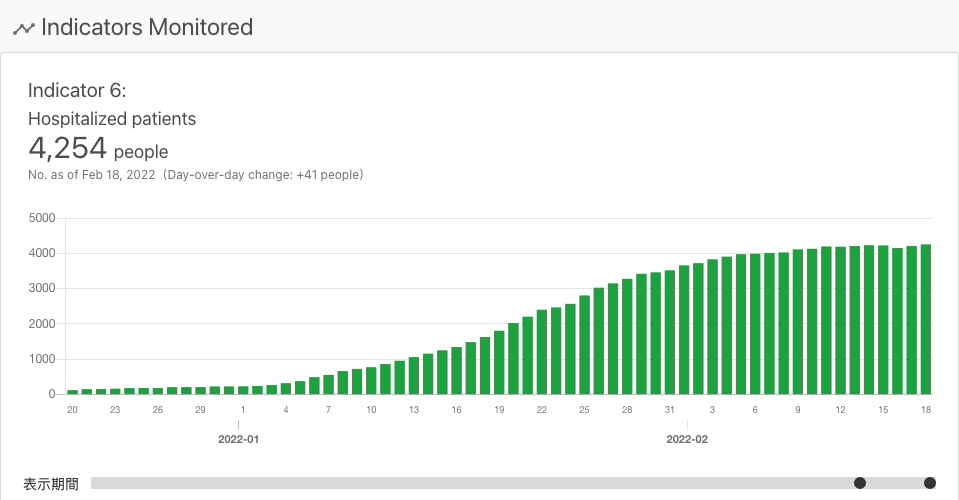 Indicators Monitored
Indicator 6:
Hospitalized patients
4,254 people
No. as of Feb 18, 2022 (Day-over-day change: +41 people)
5000
4000
3000
2000
1000
0
20 23 26 29 1 4 7 10 13 16 19 22 25 28 31 3 6 9 12 15 18
2022-01 2022-02
表示期間